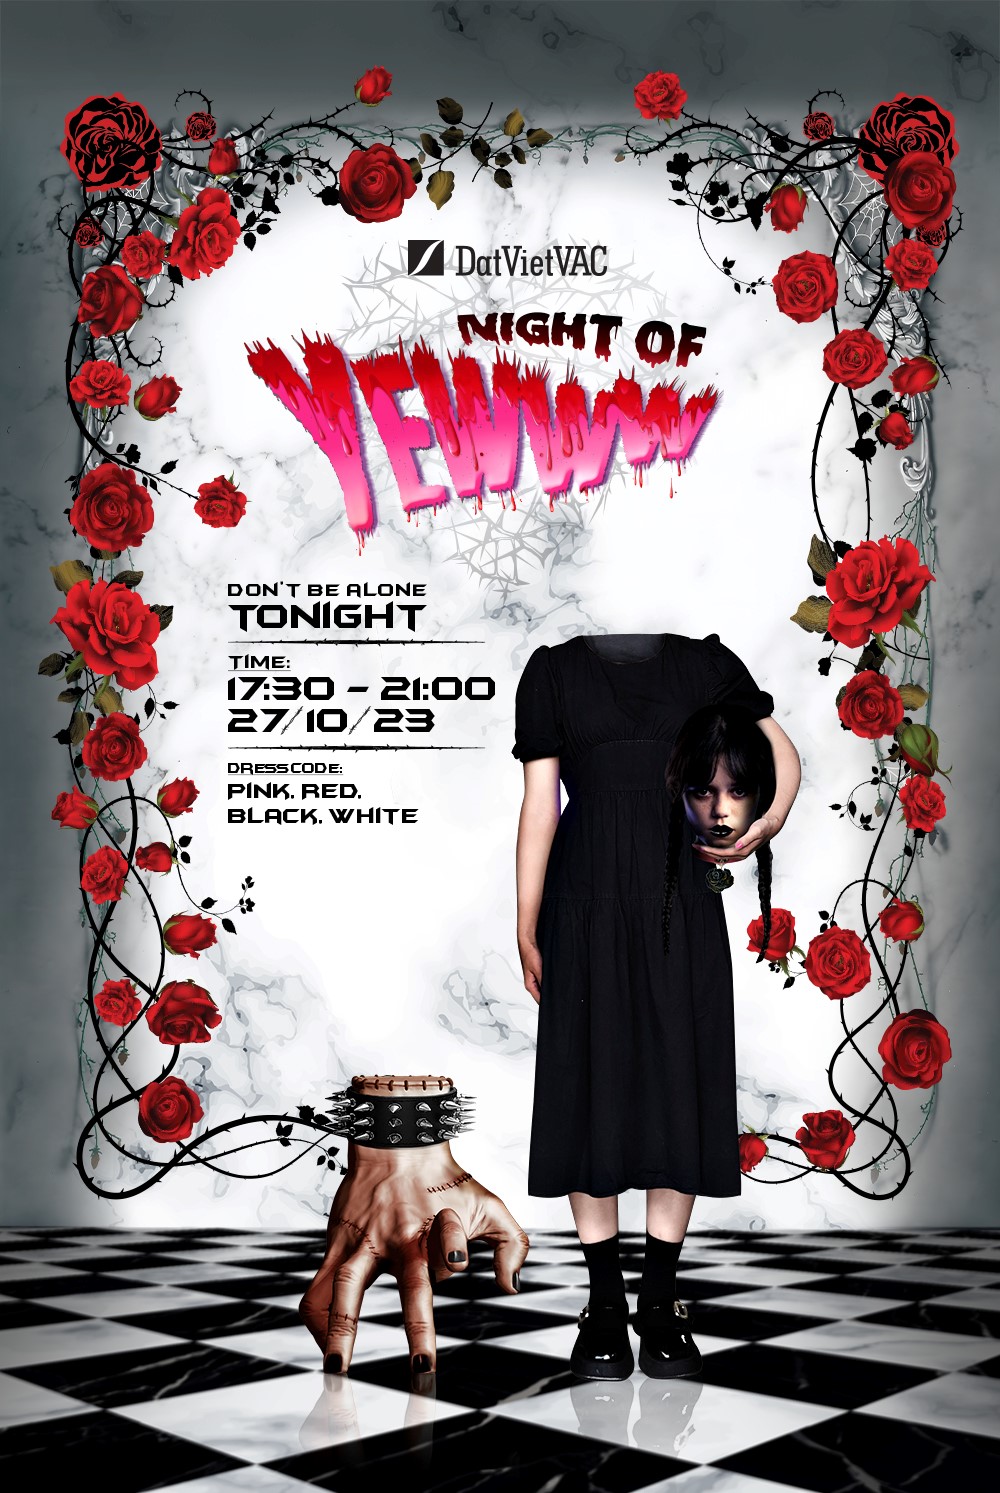 DatVietVAC
NIGHT OF
YEWWW
DON'T BE ALONE
TONIGHT
TIME:
17:30 - 21:00
27/10/23
DRESSCODE:
PINK, RED,
BLACK, WHITE